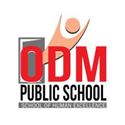 ODM
PUBLIC SCHOOL
SCHOOL OF HUMAN EXCELLENCE